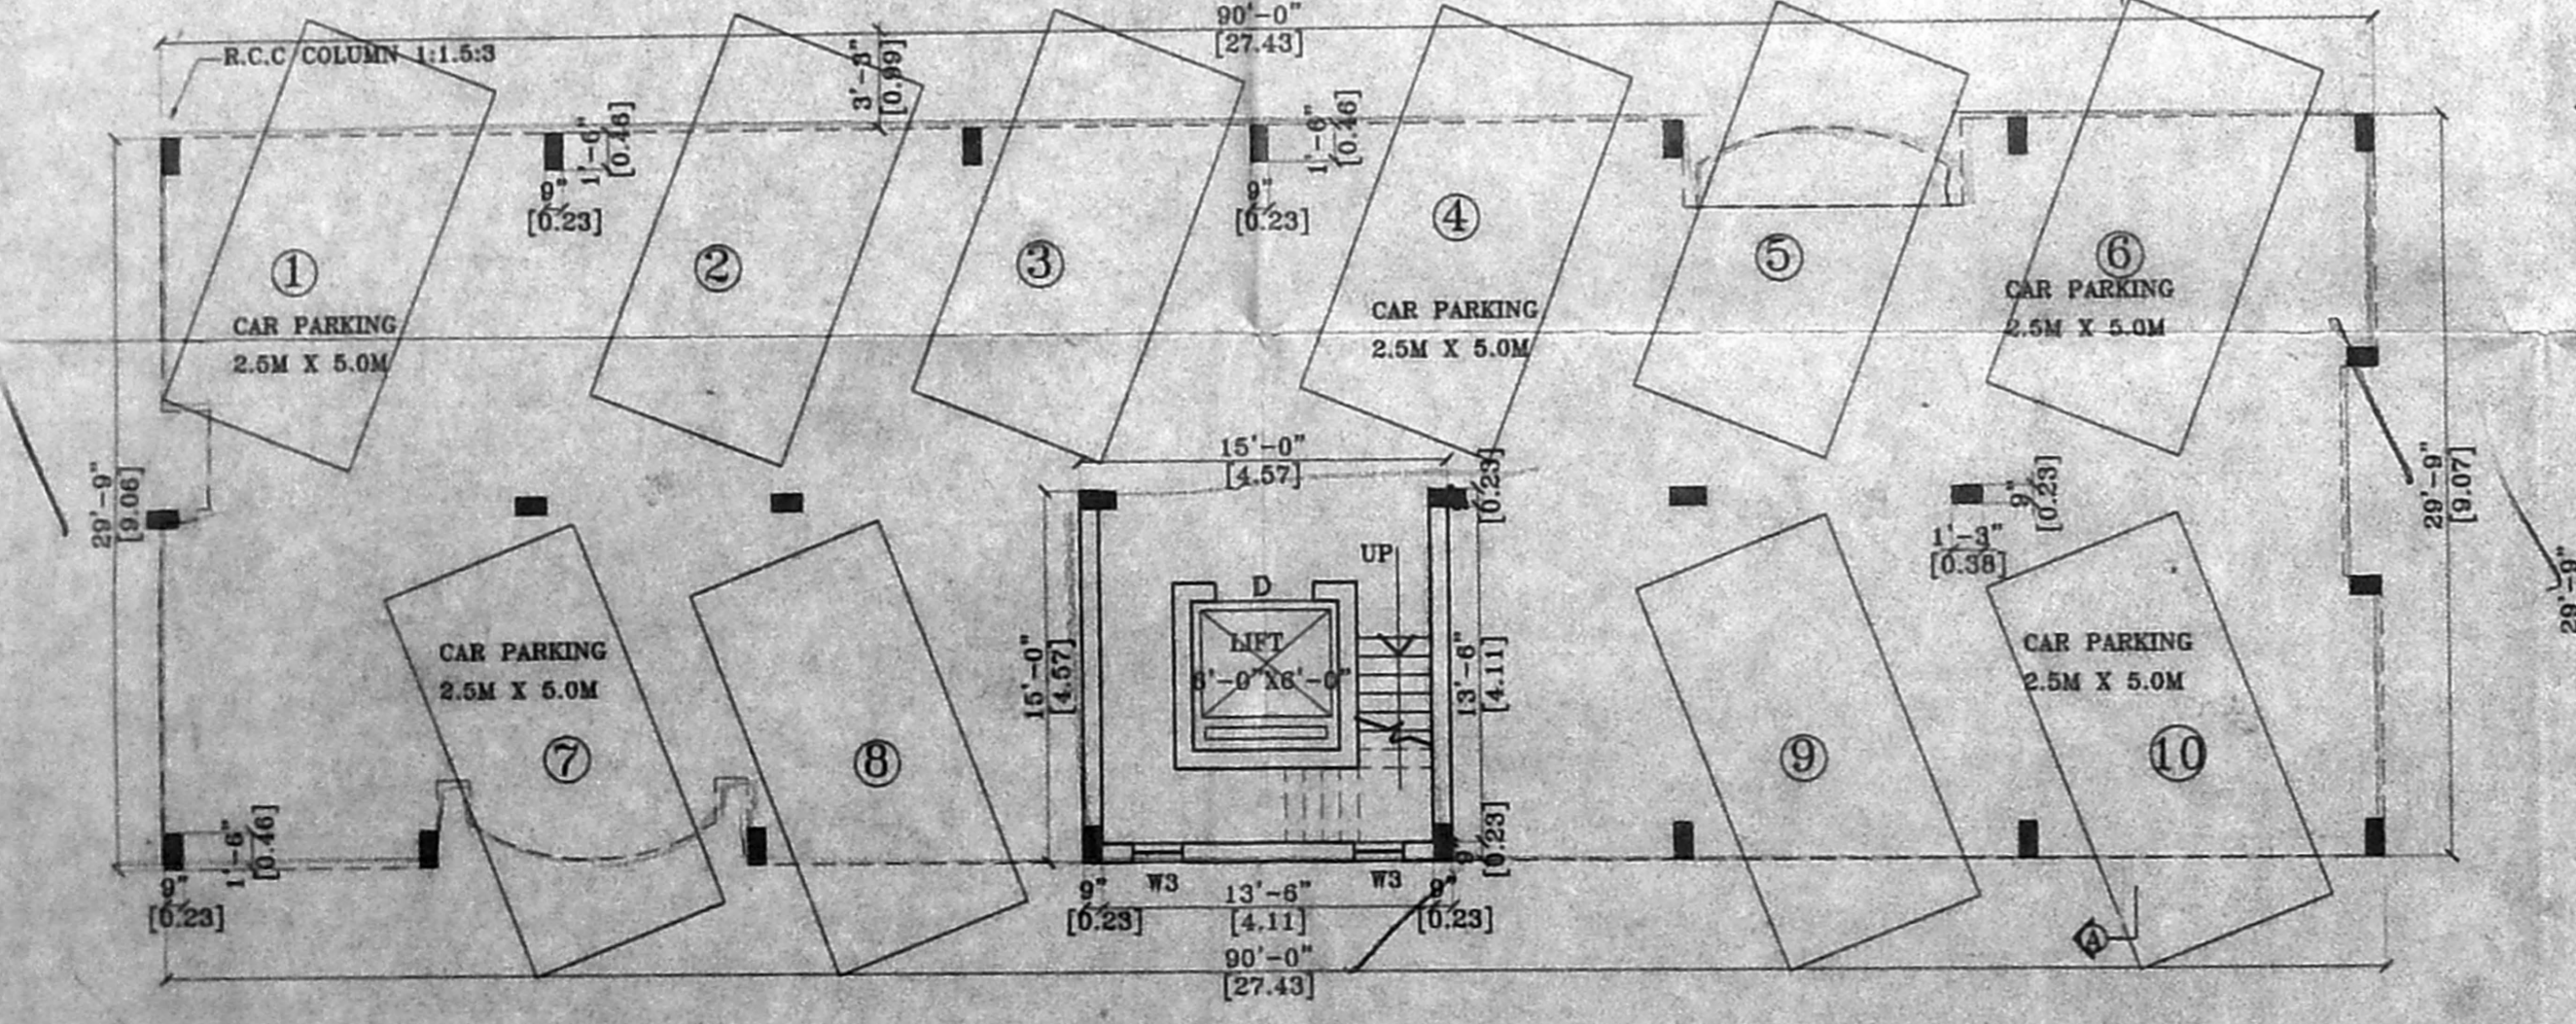 90'-0"
[27.43]
R.C.C COLUMN 1:1.5:3
3'-3"
[0.99]
1'-6"
[0.46]
9"
[0.23]
1'-6"
[0.46]
9"
[0.23]
1
CAR PARKING
2.5M X 5.0M
2
3
4
CAR PARKING
2.5M X 5.0M
5
6
CAR PARKING
2.5M X 5.0M
29'-9"
[9.06]
15'-0"
[4.57]
[0.23]
9"
[0.23]
1'-3"
[0.38]
29'-9"
[9.07]
29'-9"
UP
D
LIFT
6'-0"X6'-0"
15'-0"
[4.57]
13'-6"
[4.11]
CAR PARKING
2.5M X 5.0M
7
8
9
CAR PARKING
2.5M X 5.0M
10
1'-6"
[0.46]
9"
[0.23]
9"
[0.23]
W3
W3
9"
[0.23]
13'-6"
[4.11]
9"
[0.23]
A
90'-0"
[27.43]